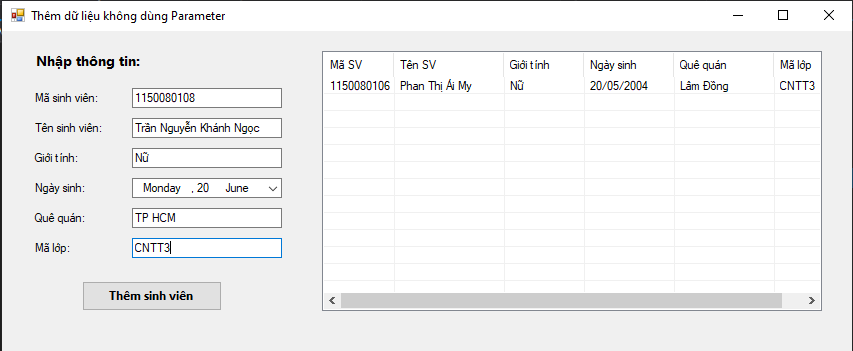 Thêm dữ liệu không dùng Parameter
Nhập thông tin:
Mã sinh viên: 1150080108
Tên sinh viên: Trần Nguyễn Khánh Ngọc
Giới tính: Nữ
Ngày sinh: Monday , 20 June
Quê quán: TP HCM
Mã lớp: CNTT3
Thêm sinh viên
Mã SV Tên SV Giới tính Ngày sinh Quê quán Mã lớp
1150080106 Phan Thị Ái My Nữ 20/05/2004 Lâm Đồng CNTT3